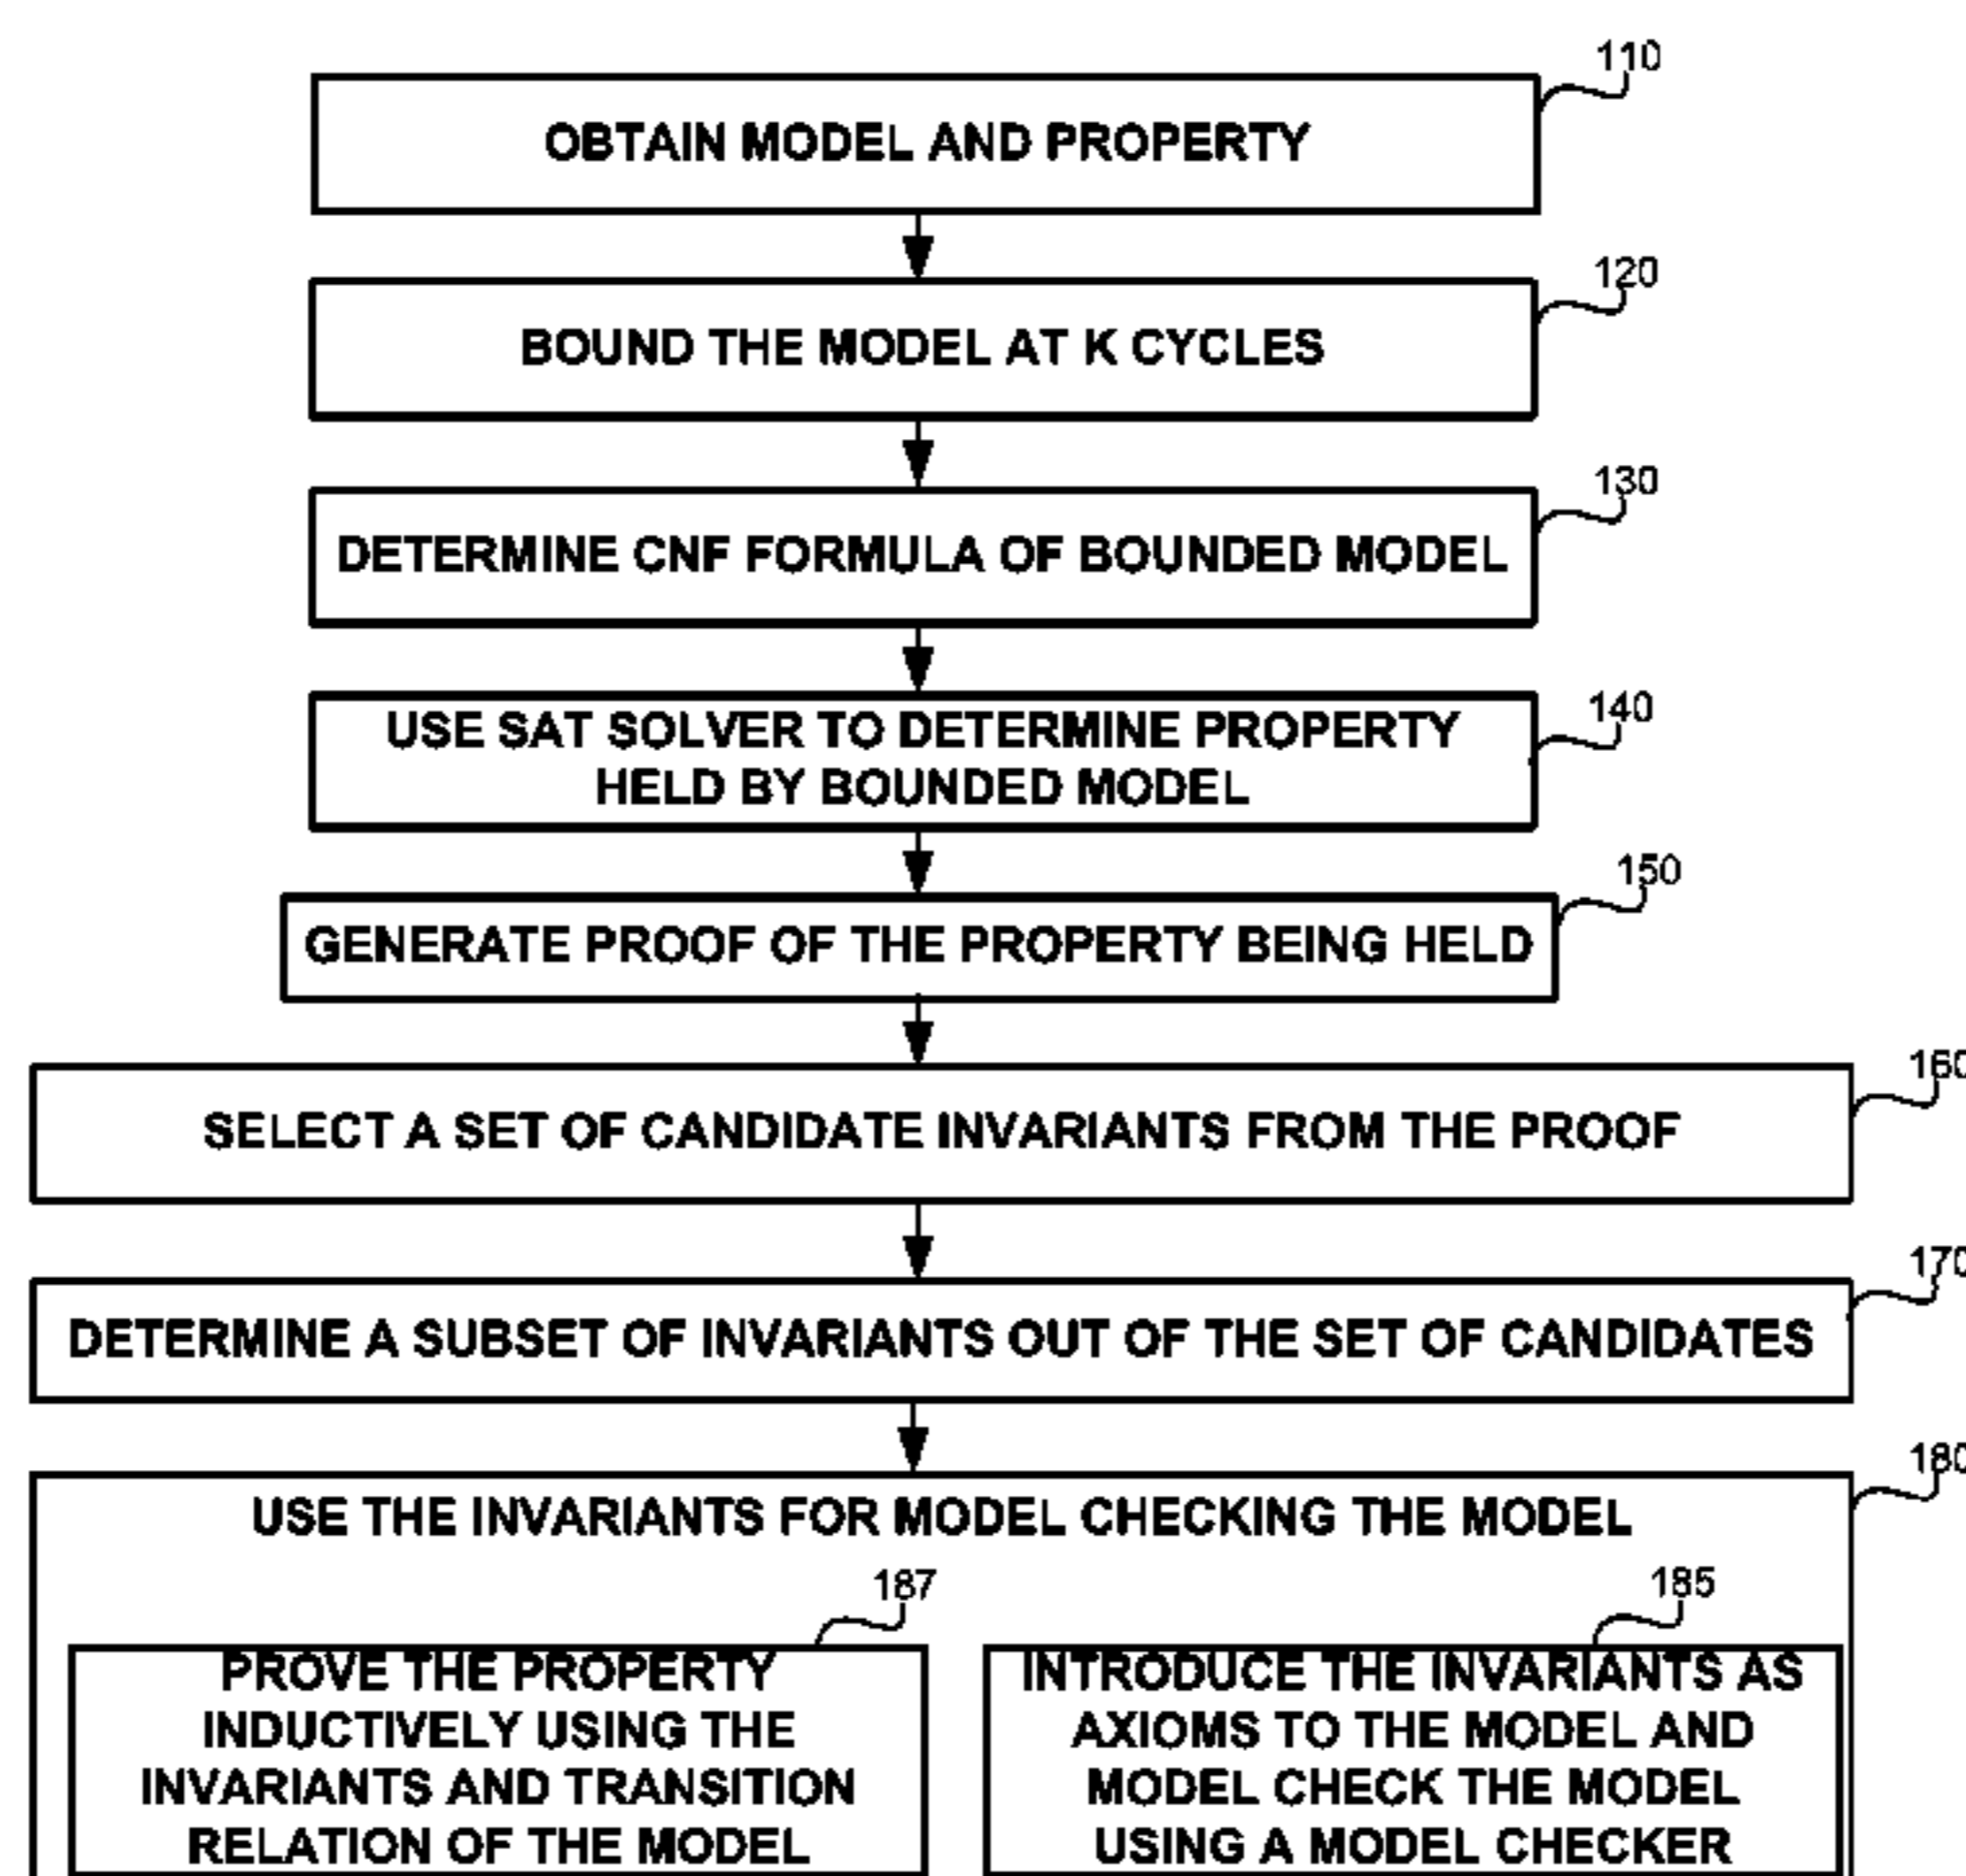 110
OBTAIN MODEL AND PROPERTY
120
BOUND THE MODEL AT K CYCLES
130
DETERMINE CNF FORMULA OF BOUNDED MODEL
140
USE SAT SOLVER TO DETERMINE PROPERTY
HELD BY BOUNDED MODEL
150
GENERATE PROOF OF THE PROPERTY BEING HELD
160
SELECT A SET OF CANDIDATE INVARIANTS FROM THE PROOF
170
DETERMINE A SUBSET OF INVARIANTS OUT OF THE SET OF CANDIDATES
180
USE THE INVARIANTS FOR MODEL CHECKING THE MODEL
187
PROVE THE PROPERTY
INDUCTIVELY USING THE
INVARIANTS AND TRANSITION
RELATION OF THE MODEL
185
INTRODUCE THE INVARIANTS AS
AXIOMS TO THE MODEL AND
MODEL CHECK THE MODEL
USING A MODEL CHECKER